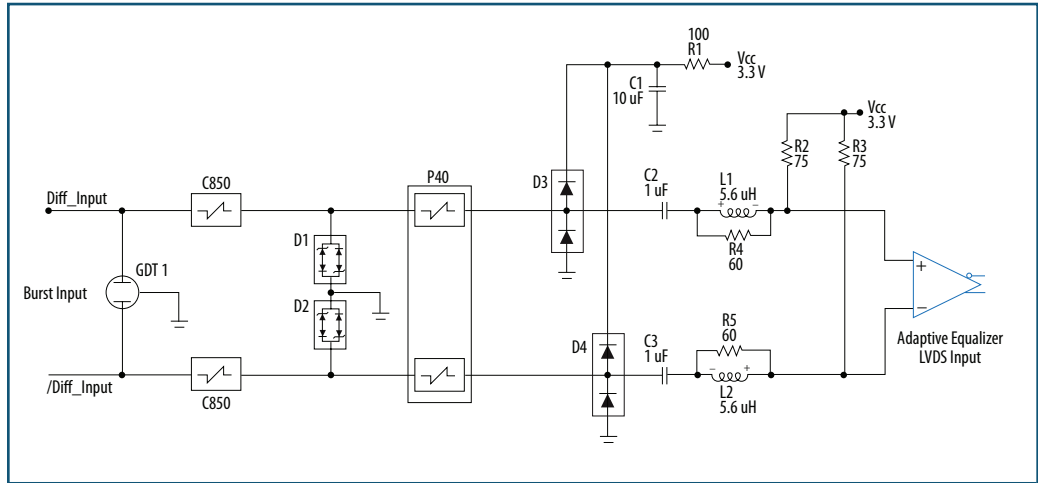 100
R1
Vcc
3.3 V
C1
10 uF
Vcc
3.3 V
R2
75
R3
75
Diff_Input
C850
P40
D3
C2
1 uF
L1
5.6 uH
+
-
R4
60
D1
GDT 1
Burst Input
D2
+
-
Adaptive Equalizer
LVDS Input
R5
60
D4
C3
1 uF
-
+
L2
5.6 uH
/Diff_Input
C850